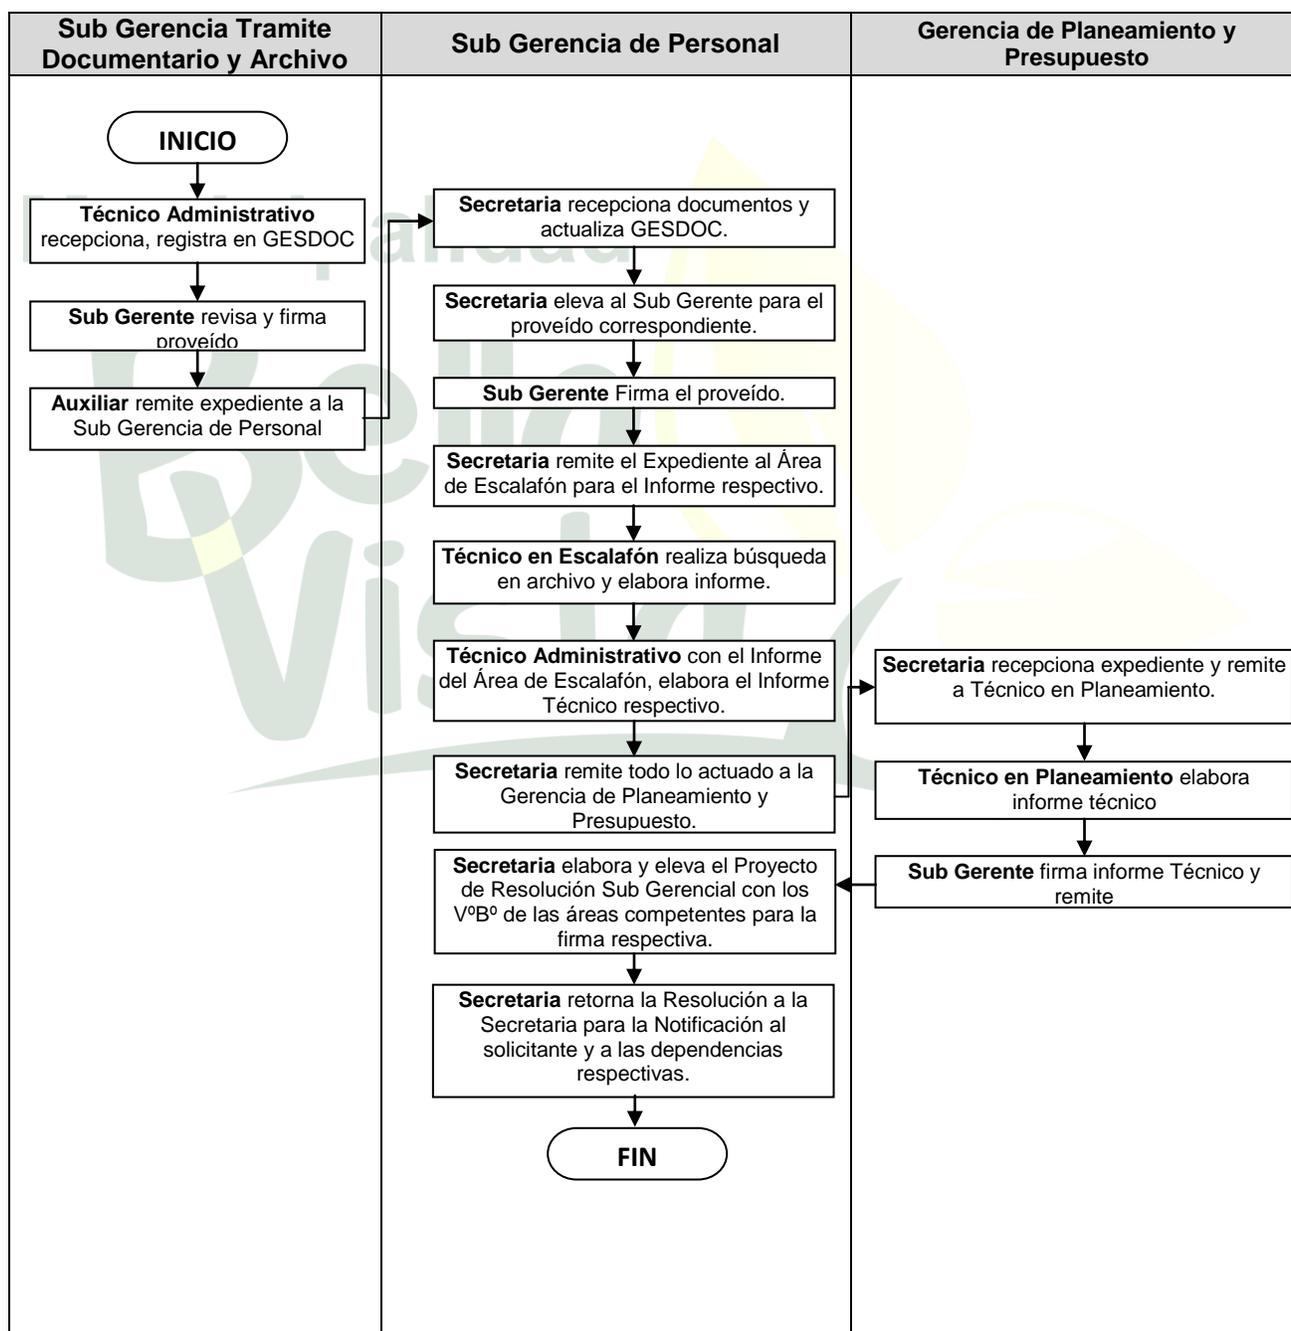 Sub Gerencia Tramite
Documentario y Archivo
Sub Gerencia de Personal
Gerencia de Planeamiento y
Presupuesto
INICIO
Técnico Administrativo
recepciona, registra en GESDOC
Sub Gerente revisa y firma
proveído
Auxiliar remite expediente a la
Sub Gerencia de Personal
Secretaria recepciona documentos y
actualiza GESDOC.
Secretaria eleva al Sub Gerente para el
proveído correspondiente.
Sub Gerente Firma el proveído.
Secretaria remite el Expediente al Área
de Escalafón para el Informe respectivo.
Técnico en Escalafón realiza búsqueda
en archivo y elabora informe.
Técnico Administrativo con el Informe
del Área de Escalafón, elabora el Informe
Técnico respectivo.
Secretaria remite todo lo actuado a la
Gerencia de Planeamiento y
Presupuesto.
Secretaria recepciona expediente y remite
a Técnico en Planeamiento.
Técnico en Planeamiento elabora
informe técnico
Sub Gerente firma informe Técnico y
remite
Secretaria elabora y eleva el Proyecto
de Resolución Sub Gerencial con los
VºBº de las áreas competentes para la
firma respectiva.
Secretaria retorna la Resolución a la
Secretaria para la Notificación al
solicitante y a las dependencias
respectivas.
FIN
Bella
Vista